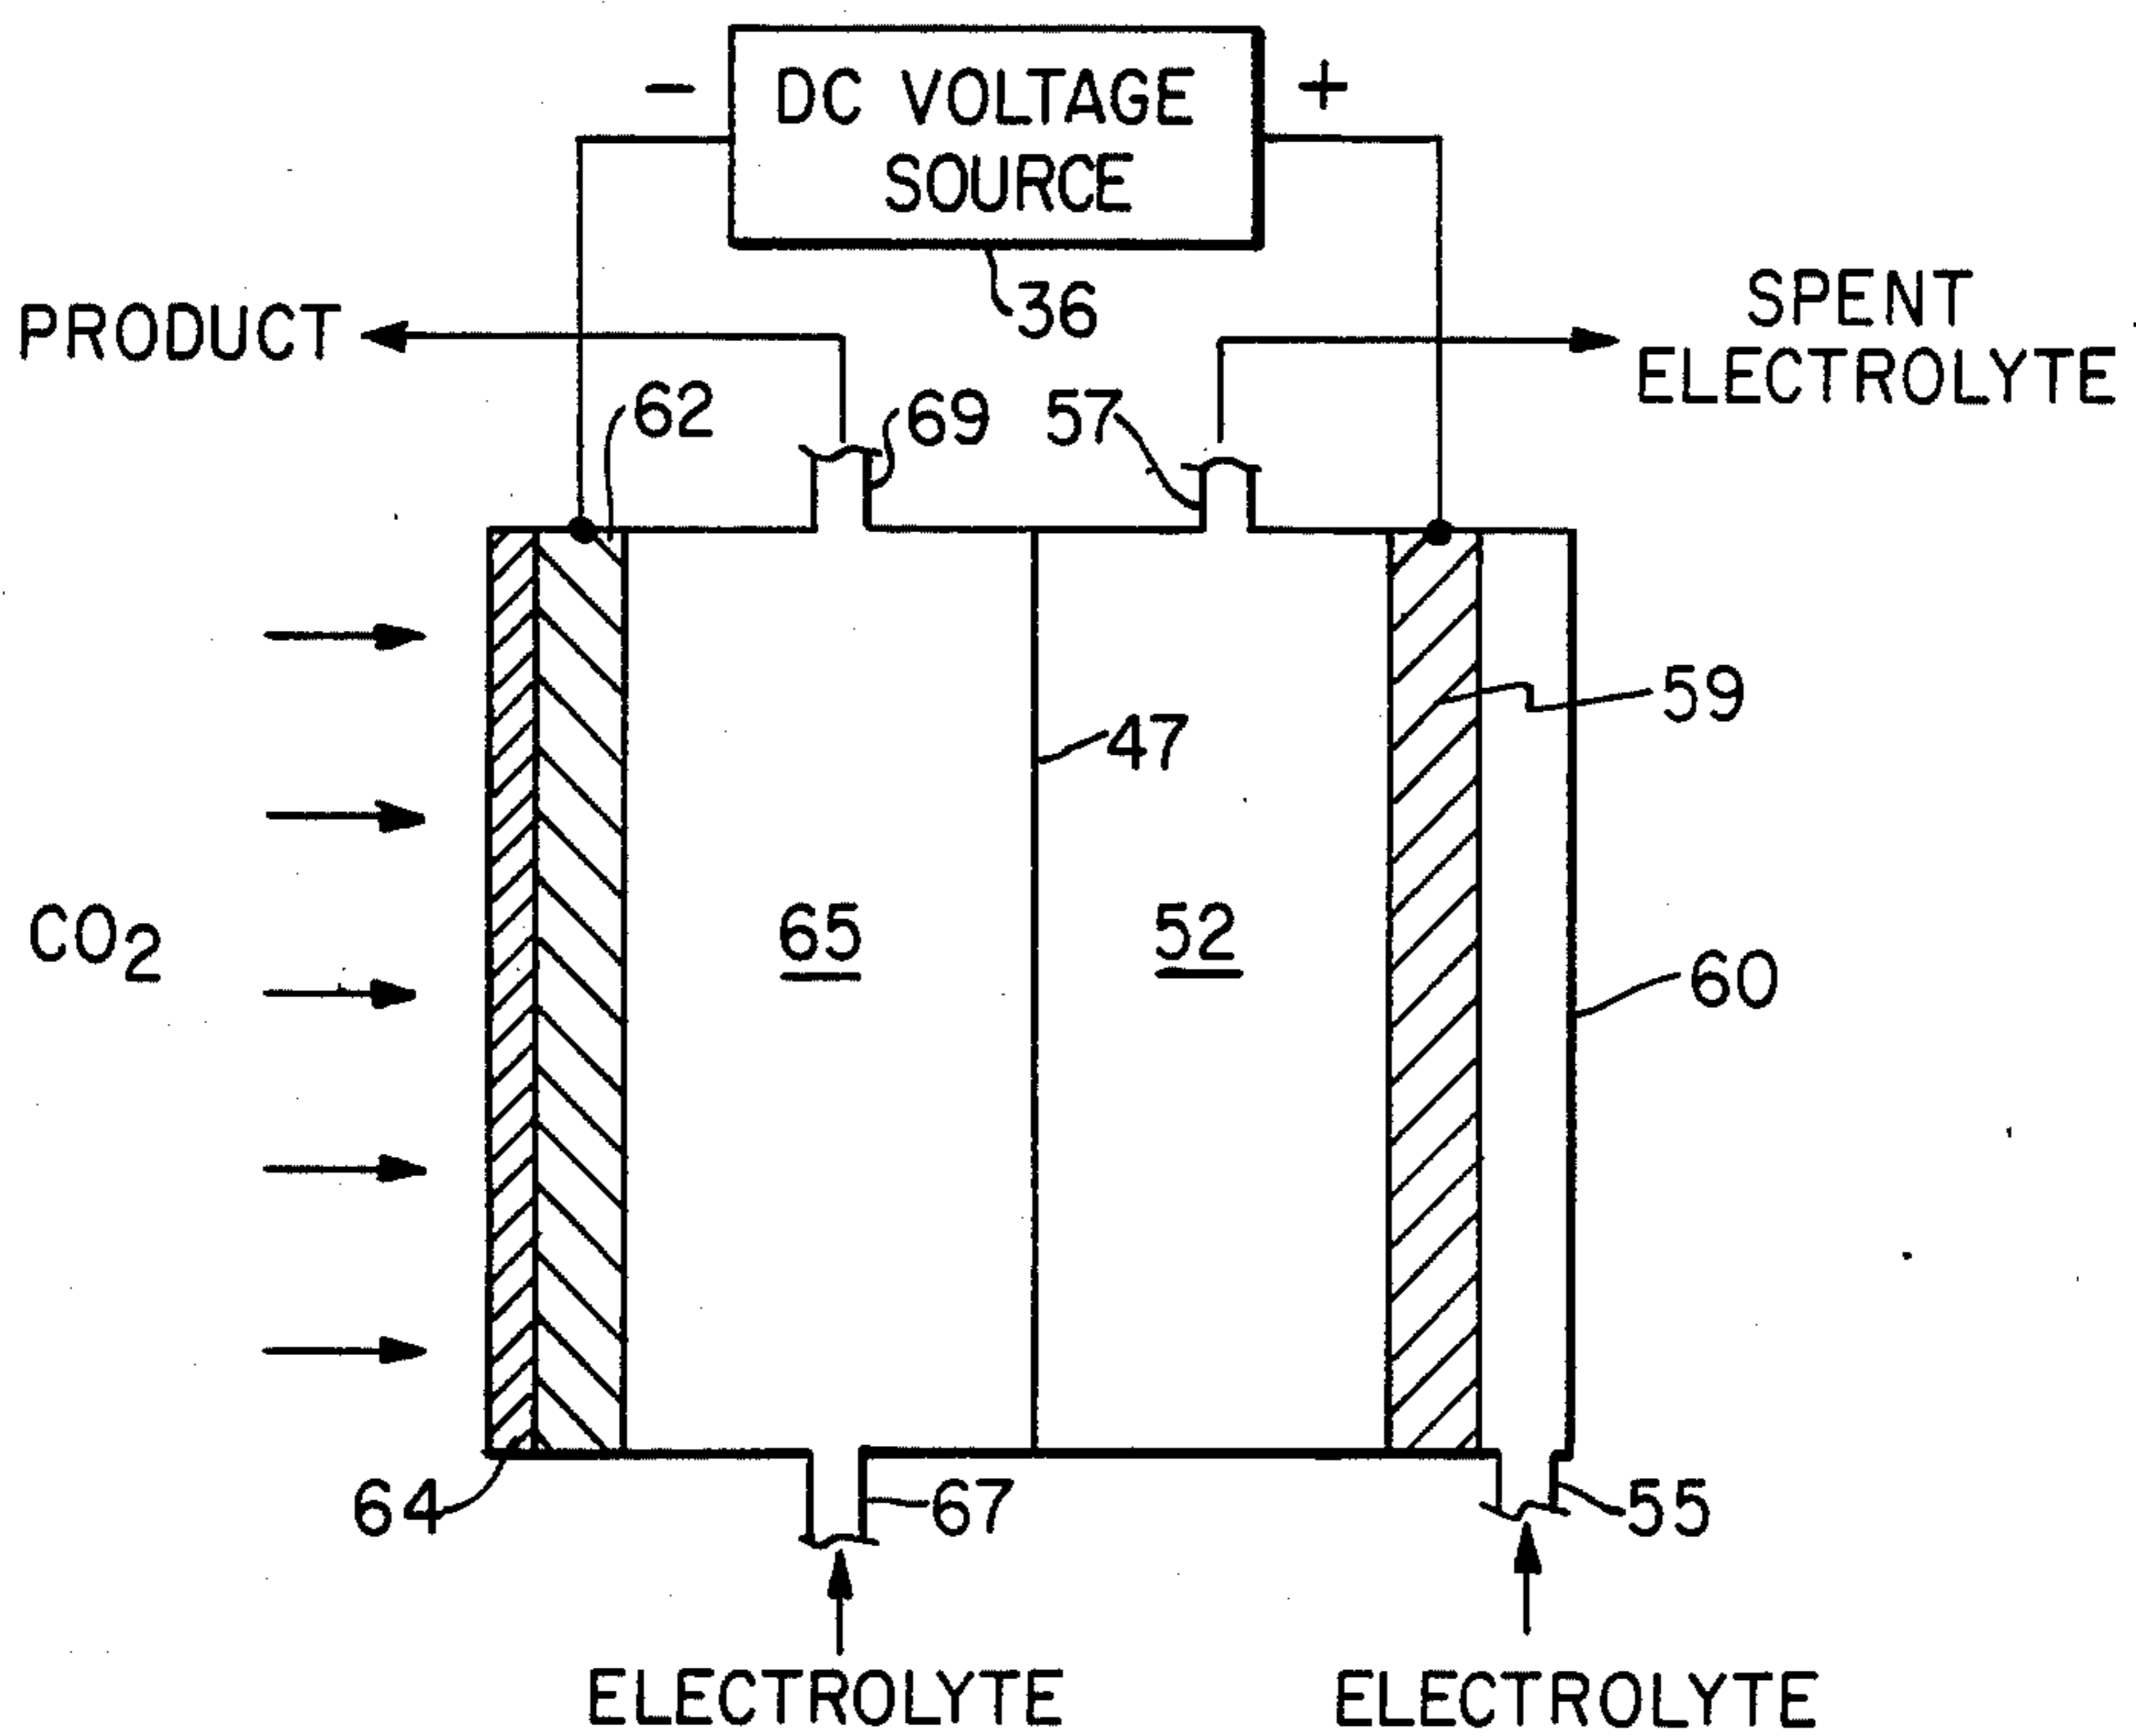 − DC VOLTAGE +
SOURCE
36
PRODUCT
SPENT
ELECTROLYTE
62
69
57
59
47
65
52
CO2
60
64
67
55
ELECTROLYTE
ELECTROLYTE